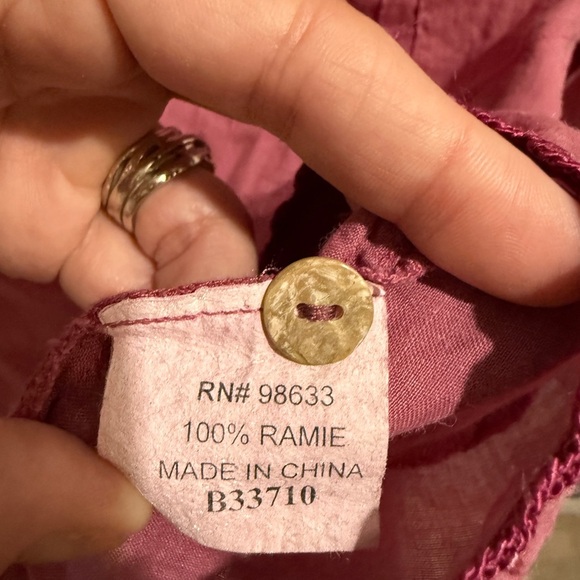 RN# 98633
100% RAMIE
MADE IN CHINA
B33710